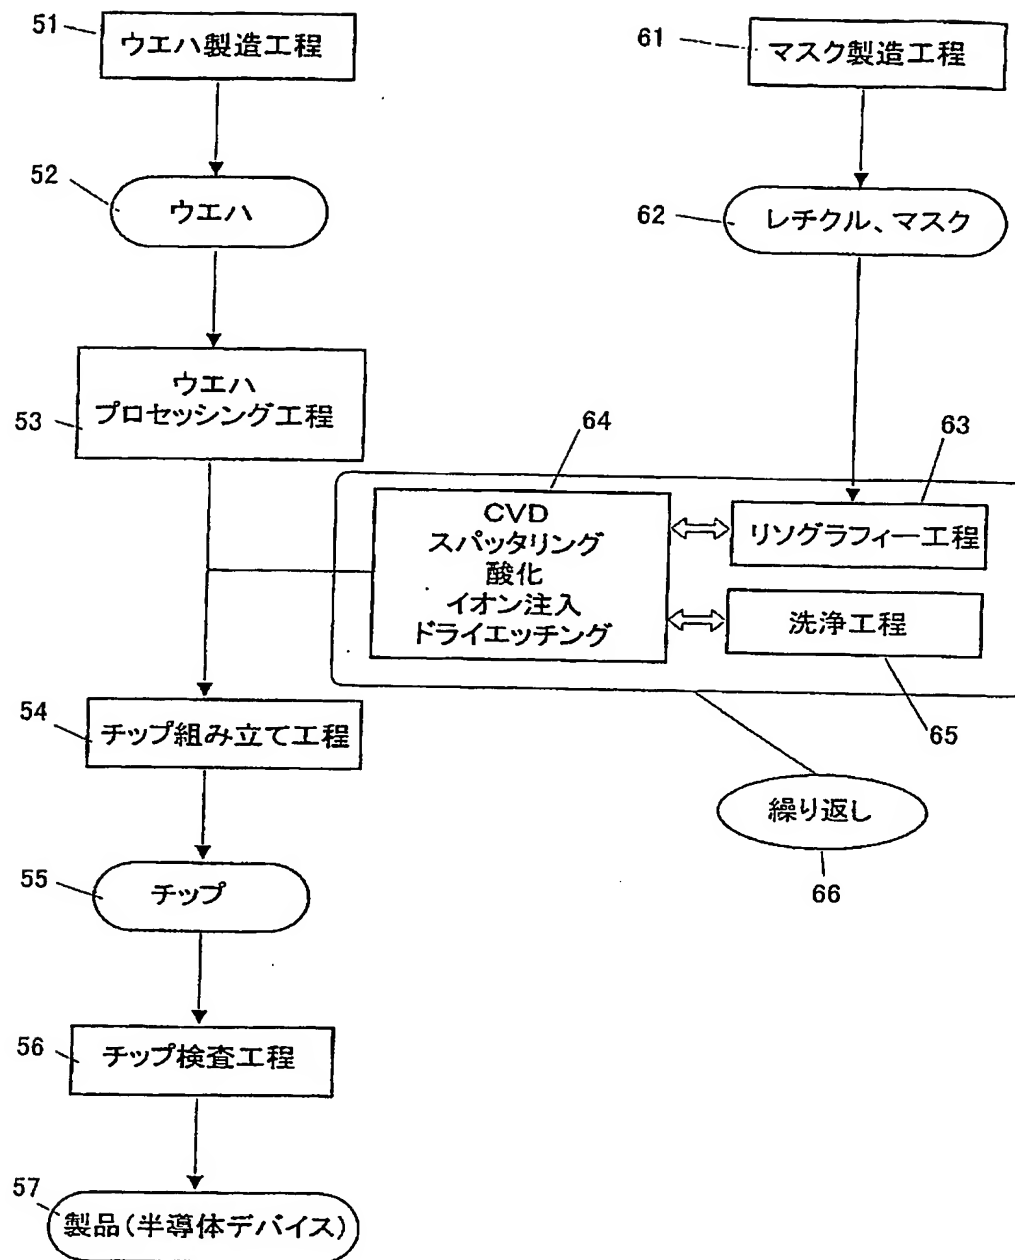 51
ウエハ製造工程
52
ウエハ
ウエハ
プロセッシング工程
53
54
チップ組み立て工程
55
チップ
56
チップ検査工程
57
製品(半導体デバイス)
61
マスク製造工程
62
レチクル、マスク
64
63
CVD
スパッタリング
酸化
イオン注入
ドライエッチング
リソグラフィー工程
洗浄工程
65
繰り返し
66